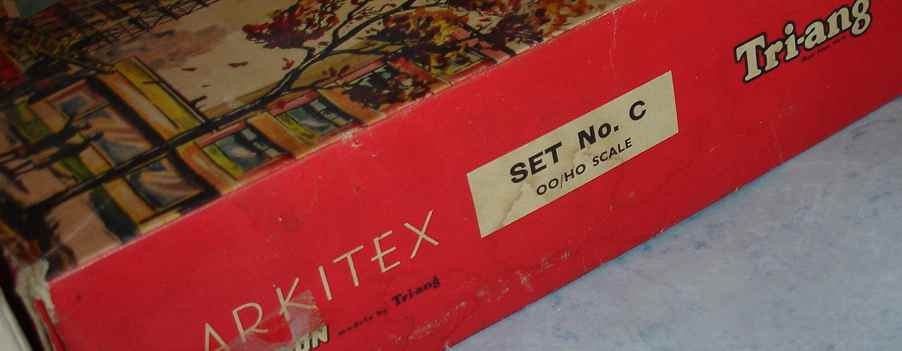 Tri-ang
SET No. C
OO/HO SCALE
ARKITEX
models by Tri-ang